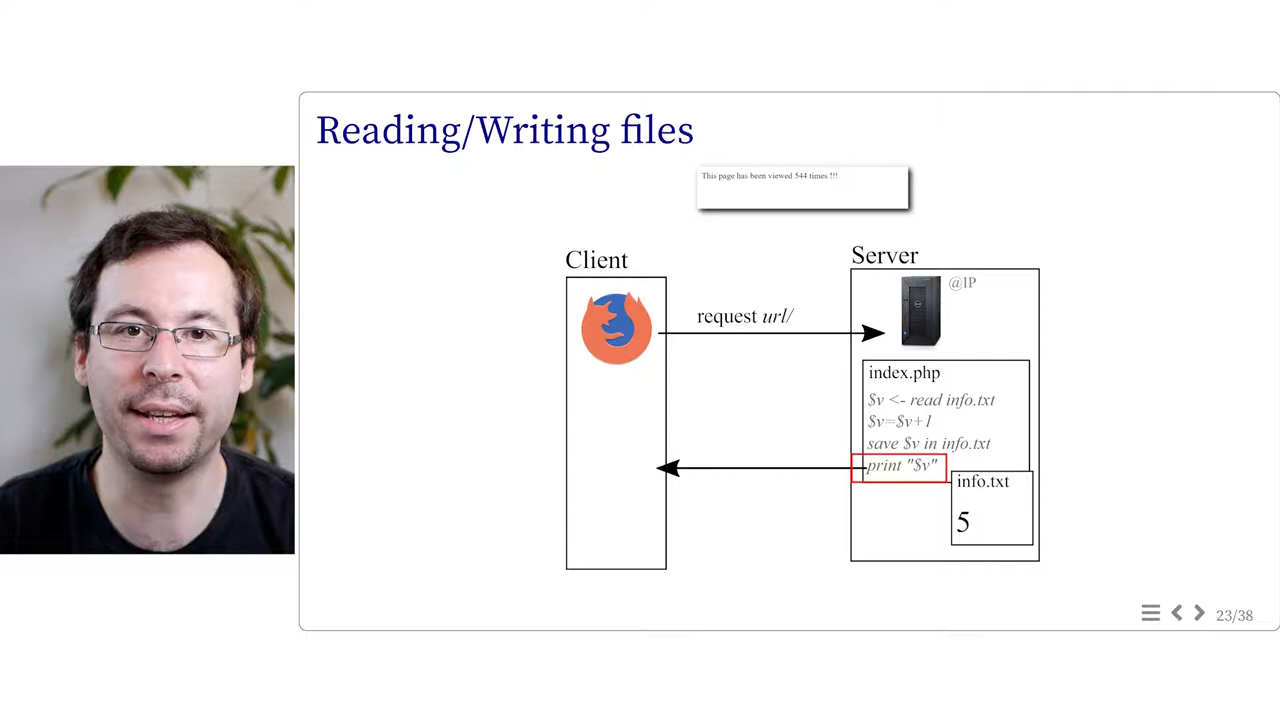 Reading/Writing files
This page has been viewed 544 times !!!
Client
Server
@IP
request url/
index.php
$v <- read info.txt
$v=$v+1
save $v in info.txt
print "$v"
info.txt
5
23/38